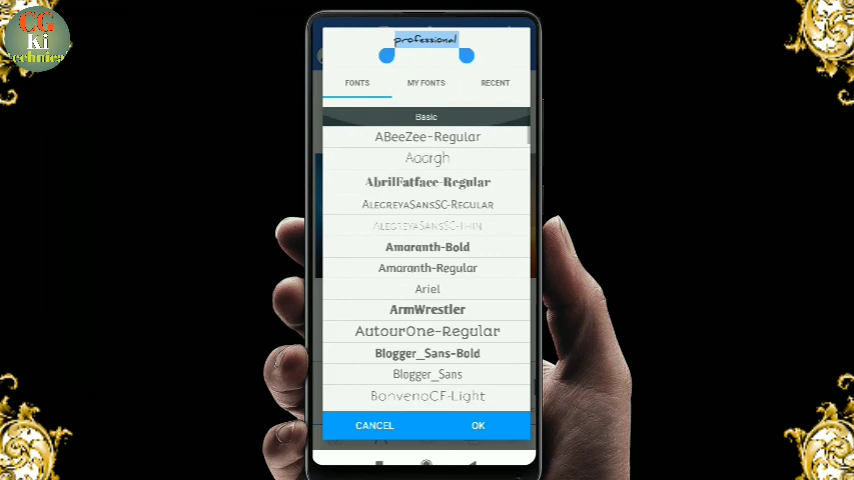 CG
ki
technical
professional
FONTS
MY FONTS
RECENT
Basic
ABeeZee-Regular
Aaargh
AbrilFatface-Regular
AlegreyaSansSC-Regular
AlegreyaSansSC-Thin
Amaranth-Bold
Amaranth-Regular
Ariel
ArmWrestler
AutourOne-Regular
Blogger_Sans-Bold
Blogger_Sans
BonvenoCF-Light
CANCEL
OK